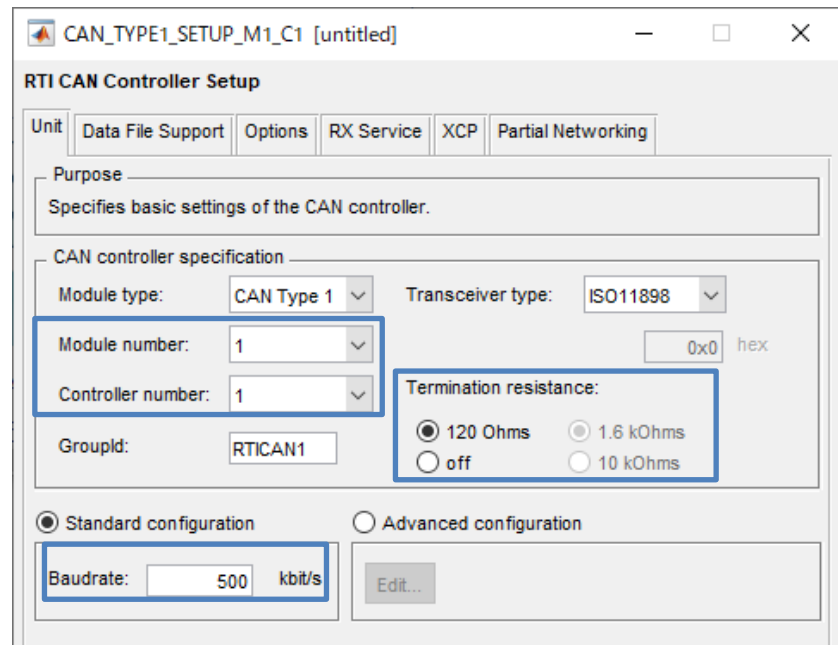 CAN_TYPE1_SETUP_M1_C1 [untitled]
RTI CAN Controller Setup
Unit Data File Support Options RX Service XCP Partial Networking
Purpose
Specifies basic settings of the CAN controller.
CAN controller specification
Module type: CAN Type 1 Transceiver type: ISO11898
Module number: 1 0x0 hex
Controller number: 1 Termination resistance:
120 Ohms 1.6 kOhms
GroupId: RTICAN1 off 10 kOhms
Standard configuration Advanced configuration
Baudrate: 500 kbit/s Edit...